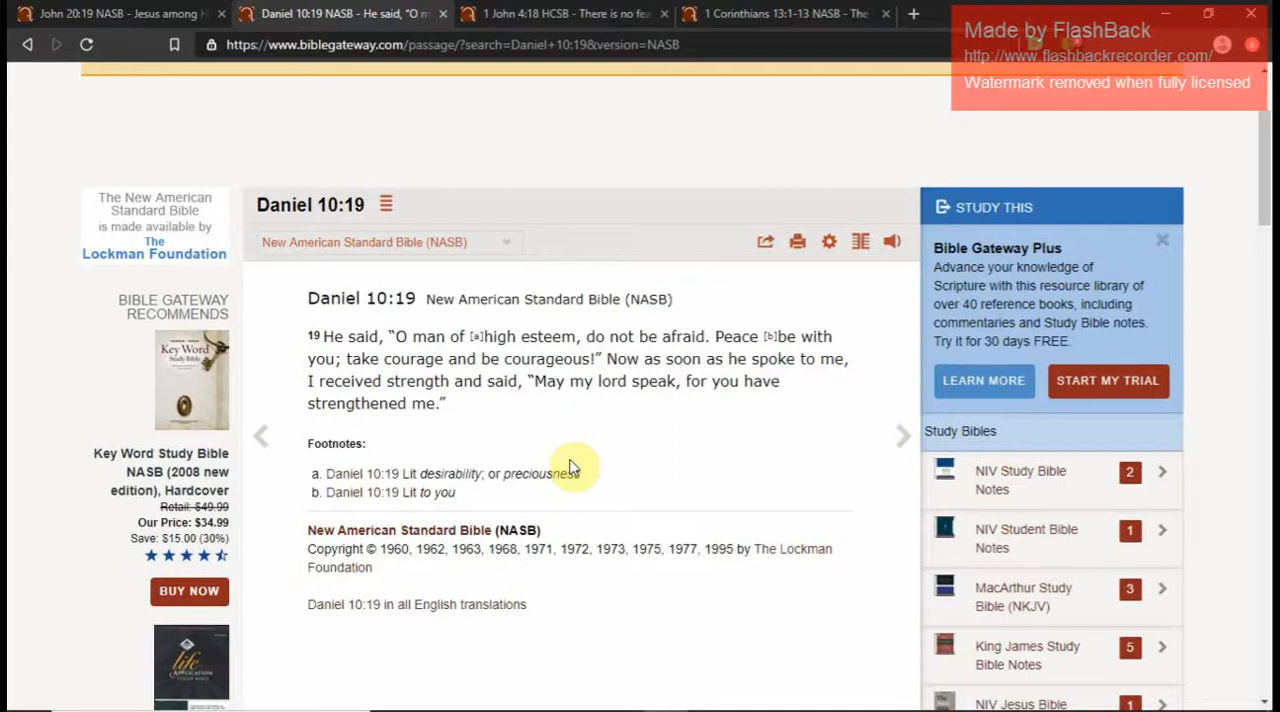 John 20:19 NASB - Jesus among H
Daniel 10:19 NASB - He said, “O m
1 John 4:18 HCSB - There is no fea
1 Corinthians 13:1-13 NASB - The
https://www.biblegateway.com/passage/?search=Daniel+10:19&version=NASB
Made by FlashBack
http://www.flashbackrecorder.com/
Watermark removed when fully licensed
The New American
Standard Bible
is made available by
The
Lockman Foundation
BIBLE GATEWAY
RECOMMENDS
Key Word
Study Bible
Key Word Study Bible
NASB (2008 new
edition), Hardcover
Retail: $49.99
Our Price: $34.99
Save: $15.00 (30%)
BUY NOW
life
APPLICATION
STUDY BIBLE
Daniel 10:19
New American Standard Bible (NASB)
Daniel 10:19 New American Standard Bible (NASB)
19 He said, “O man of [a]high esteem, do not be afraid. Peace [b]be with
you; take courage and be courageous!” Now as soon as he spoke to me,
I received strength and said, “May my lord speak, for you have
strengthened me.”
Footnotes:
a. Daniel 10:19 Lit desirability; or preciousness
b. Daniel 10:19 Lit to you
New American Standard Bible (NASB)
Copyright © 1960, 1962, 1963, 1968, 1971, 1972, 1973, 1975, 1977, 1995 by The Lockman
Foundation
Daniel 10:19 in all English translations
STUDY THIS
Bible Gateway Plus
Advance your knowledge of
Scripture with this resource library of
over 40 reference books, including
commentaries and Study Bible notes.
Try it for 30 days FREE.
LEARN MORE
START MY TRIAL
Study Bibles
NIV Study Bible
Notes
2
NIV Student Bible
Notes
1
MacArthur Study
Bible (NKJV)
3
King James Study
Bible Notes
5
NIV Jesus Bible
1